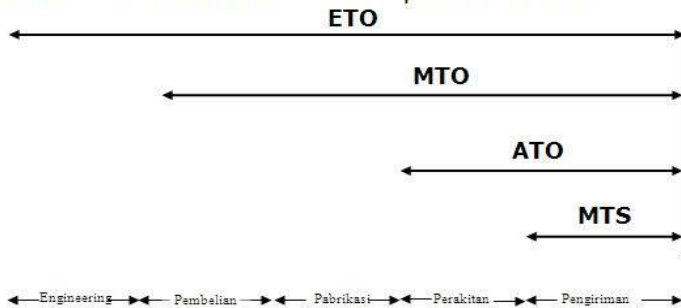 ETO
MTO
ATO
MTS
Engineering Pembelian Pabrikasi Perakitan Pengiriman